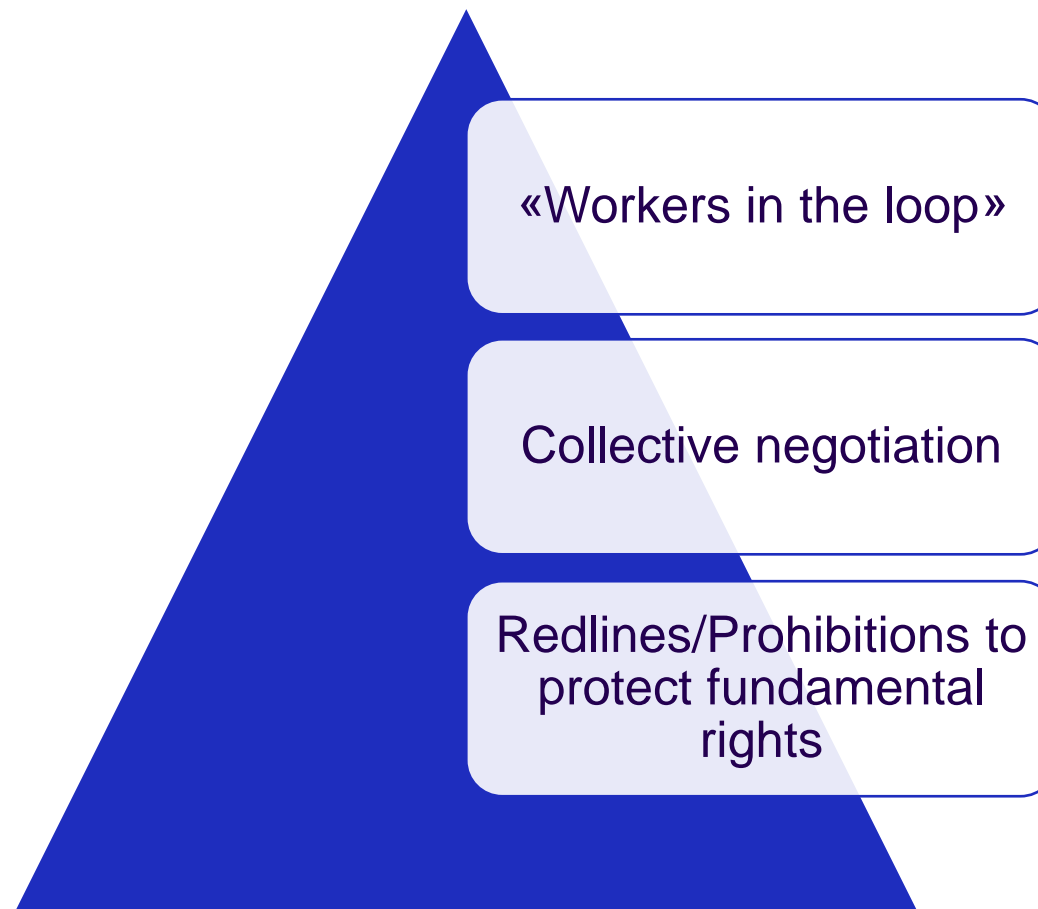 «Workers in the loop»
Collective negotiation
Redlines/Prohibitions to
protect fundamental
rights